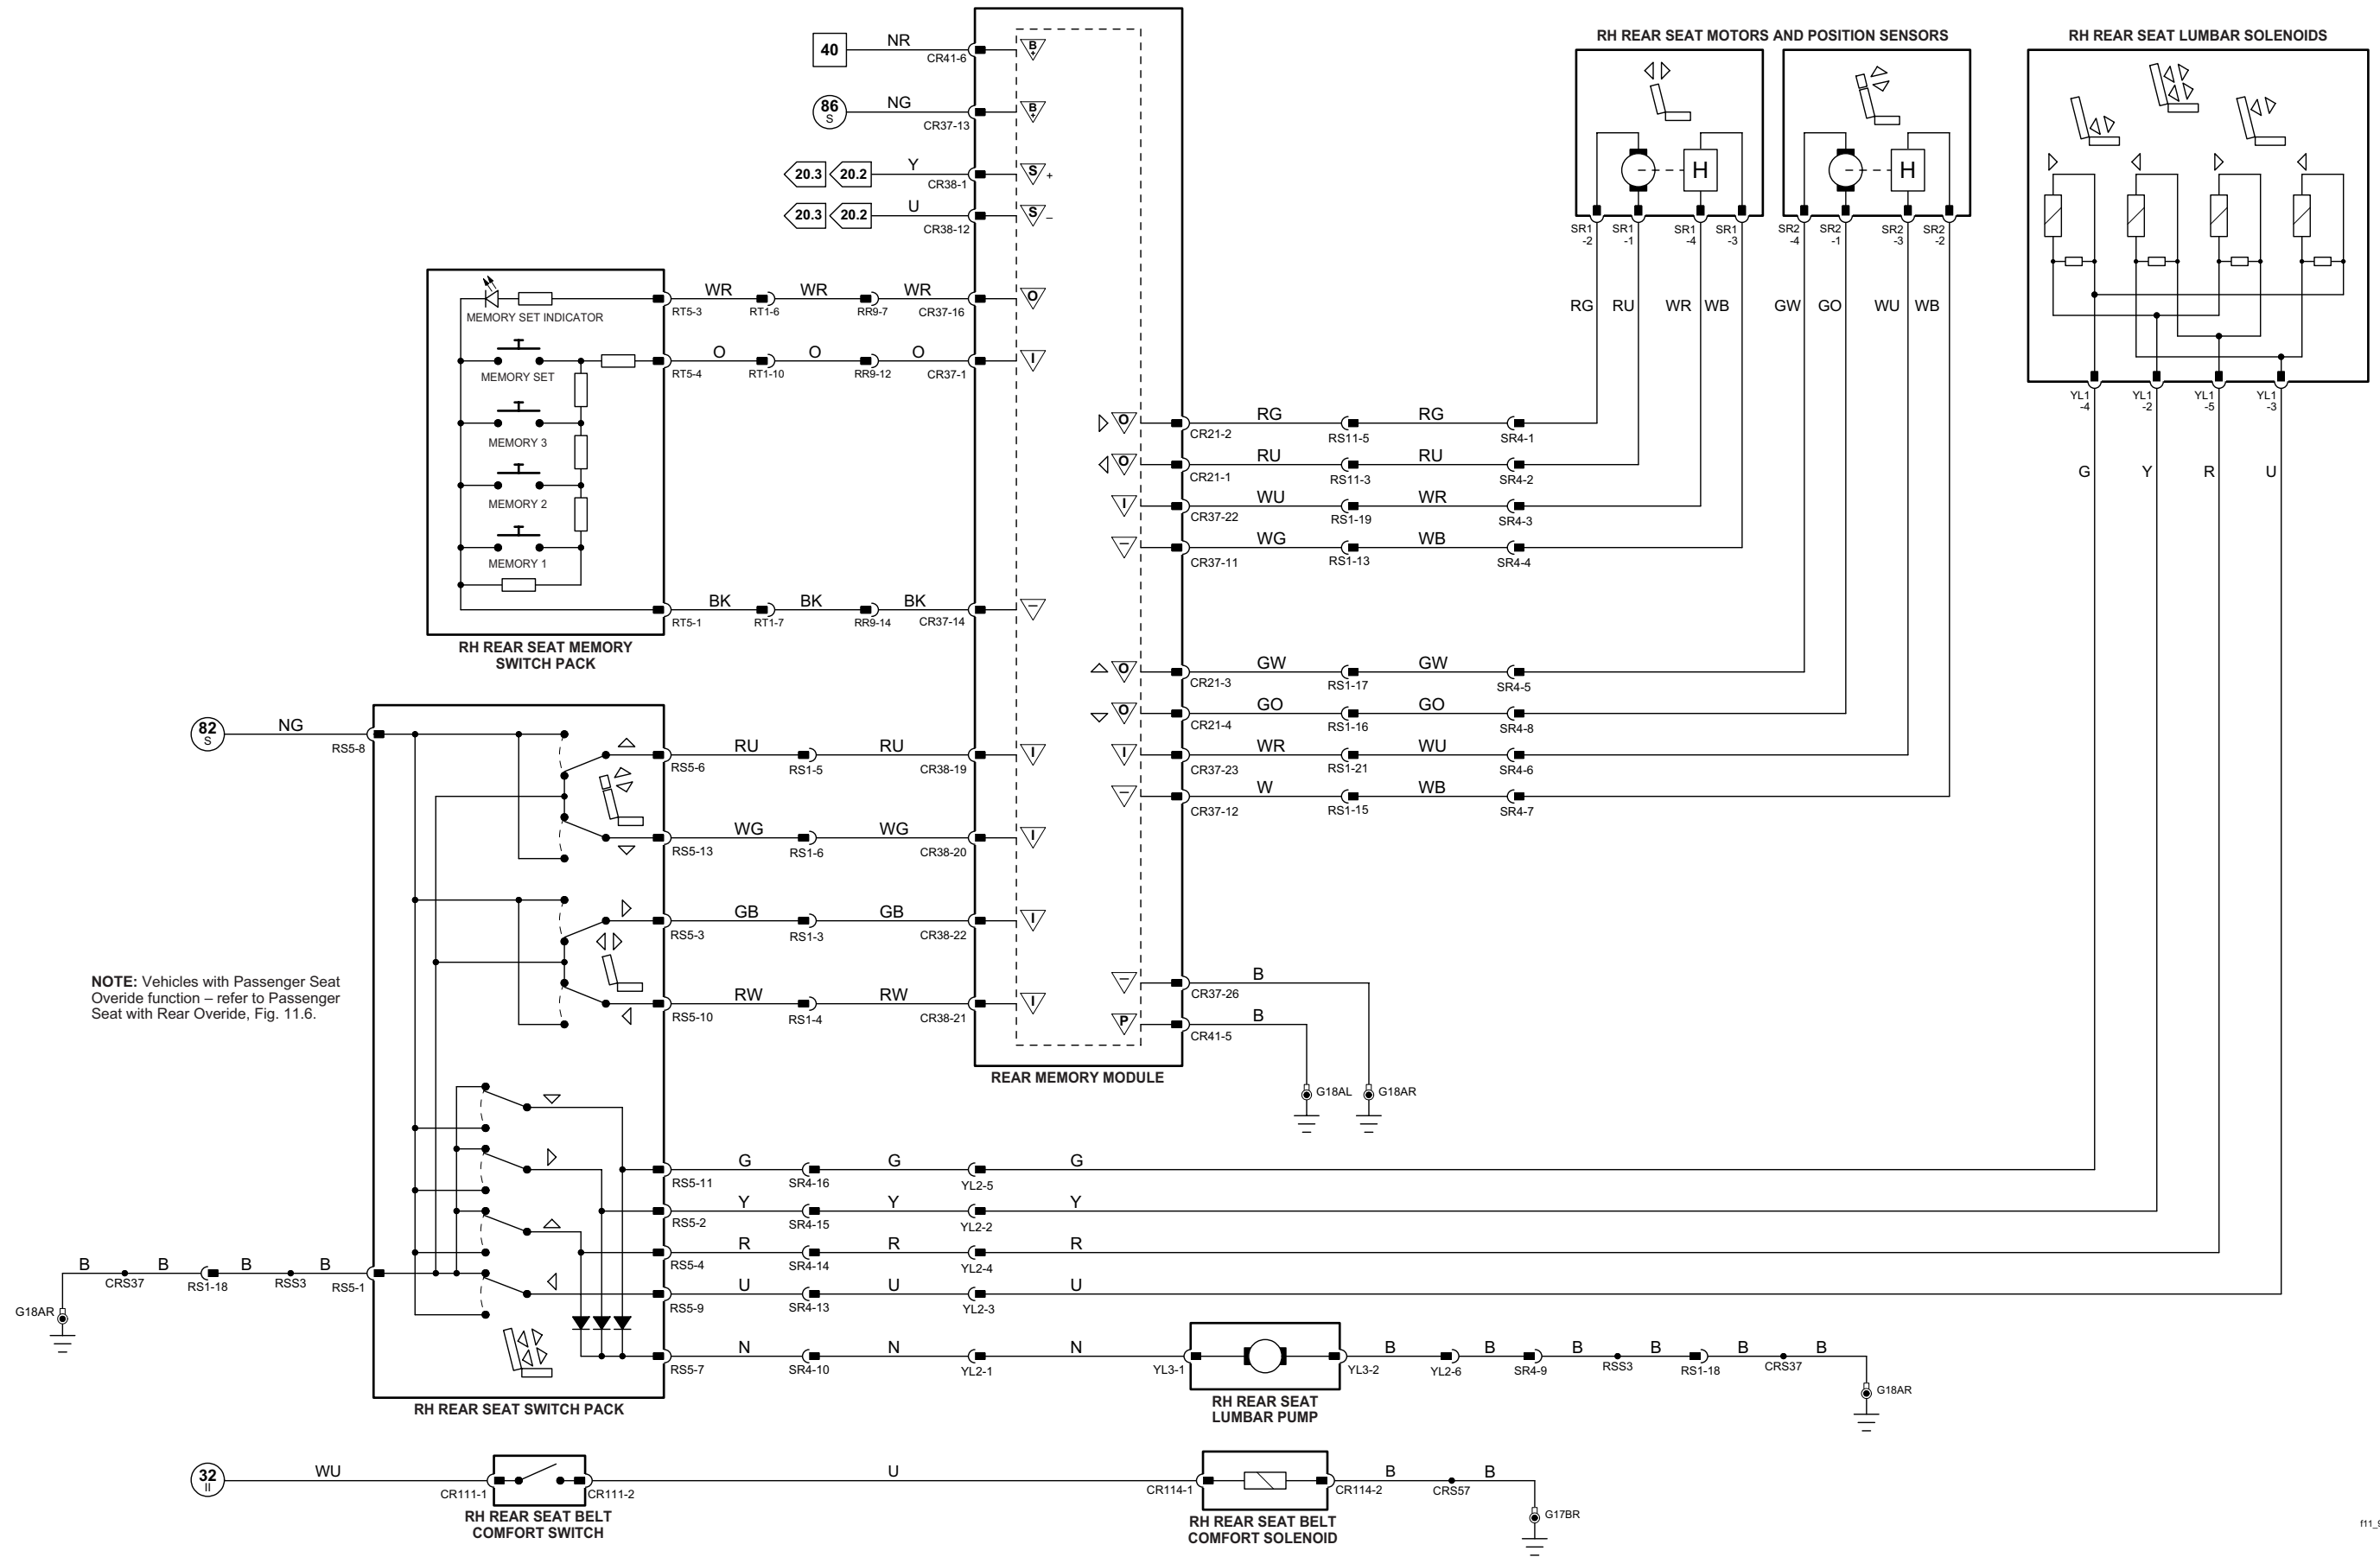 RH REAR SEAT MOTORS AND POSITION SENSORS
RH REAR SEAT LUMBAR SOLENOIDS
40 NR CR41-6 B +
86 S NG CR37-13 B +
20.3 20.2 Y CR38-1 S +
20.3 20.2 U CR38-12 S –
H H
SR1 -2 SR1 -1 SR1 -4 SR1 -3 SR2 -4 SR2 -1 SR2 -3 SR2 -2
RG RU WR WB GW GO WU WB
YL1 -4 YL1 -2 YL1 -5 YL1 -3
G Y R U
MEMORY SET INDICATOR
RT5-3 WR RT1-6 WR RR9-7 WR CR37-16 O
MEMORY SET
RT5-4 O RT1-10 O RR9-12 O CR37-1 I
MEMORY 3
MEMORY 2
MEMORY 1
RT5-1 BK RT1-7 BK RR9-14 BK CR37-14 –
RH REAR SEAT MEMORY
SWITCH PACK
O CR21-2 RG RS11-5 RG SR4-1
O CR21-1 RU RS11-3 RU SR4-2
I CR37-22 WU RS1-19 WR SR4-3
– CR37-11 WG RS1-13 WB SR4-4
O CR21-3 GW RS1-17 GW SR4-5
O CR21-4 GO RS1-16 GO SR4-8
I CR37-23 WR RS1-21 WU SR4-6
– CR37-12 W RS1-15 WB SR4-7
82 S NG RS5-8
RS5-6 RU RS1-5 RU CR38-19 I
RS5-13 WG RS1-6 WG CR38-20 I
RS5-3 GB RS1-3 GB CR38-22 I
RS5-10 RW RS1-4 RW CR38-21 I
NOTE: Vehicles with Passenger Seat
Overide function – refer to Passenger
Seat with Rear Overide, Fig. 11.6.
– CR37-26 B
P CR41-5 B
REAR MEMORY MODULE
G18AL G18AR
RS5-11 G SR4-16 G YL2-5 G
RS5-2 Y SR4-15 Y YL2-2 Y
RS5-4 R SR4-14 R YL2-4 R
G18AR B CRS37 B RS1-18 B RSS3 B RS5-1
RS5-9 U SR4-13 U YL2-3 U
RS5-7 N SR4-10 N YL2-1 N YL3-1
YL3-2 B YL2-6 B SR4-9 B RSS3 B RS1-18 B CRS37 B G18AR
RH REAR SEAT SWITCH PACK
RH REAR SEAT
LUMBAR PUMP
32 II WU CR111-1 CR111-2 U CR114-1 CR114-2 B CRS57 B G17BR
RH REAR SEAT BELT
COMFORT SWITCH
RH REAR SEAT BELT
COMFORT SOLENOID